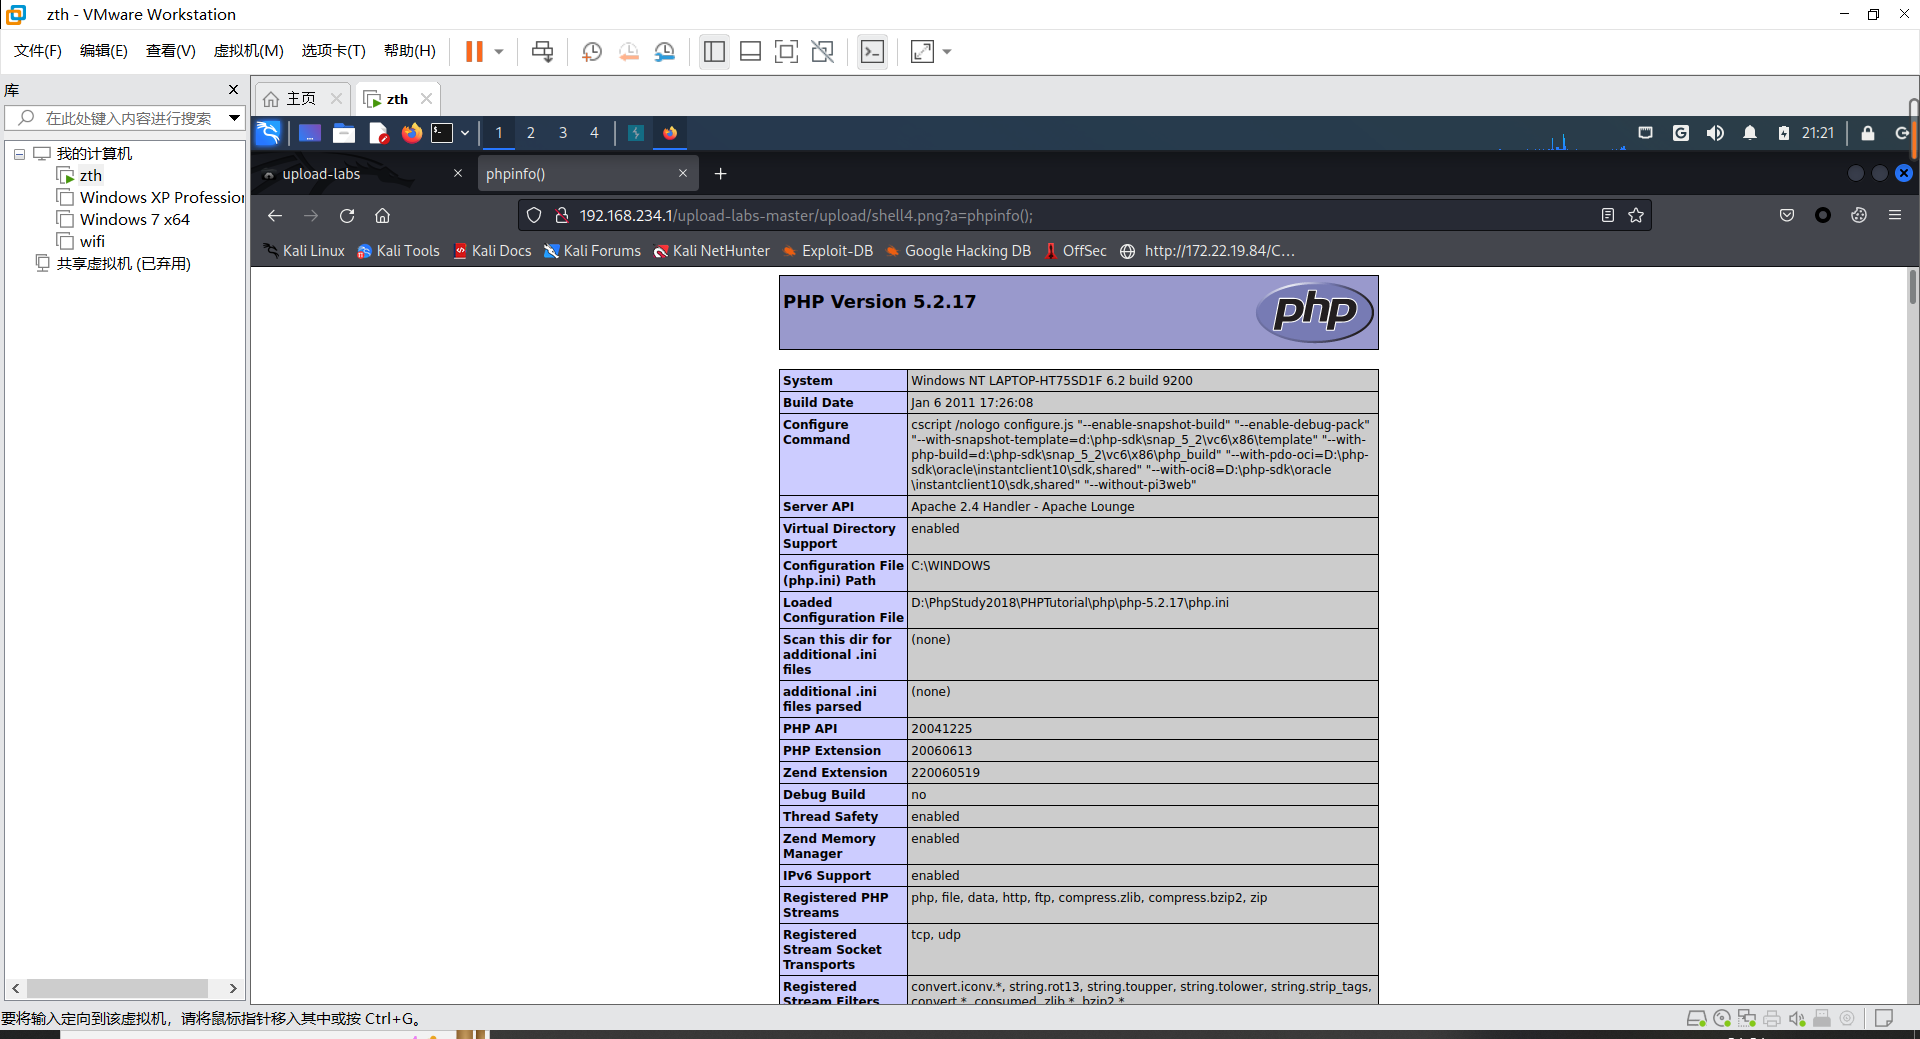 zth - VMware Workstation
文件(F) 编辑(E) 查看(V) 虚拟机(M) 选项卡(T) 帮助(H)
库
在此处键入内容进行搜索
我的计算机
zth
Windows XP Profession
Windows 7 x64
wifi
共享虚拟机 (已弃用)
主页
zth
1 2 3 4
21:21
upload-labs
phpinfo()
192.168.234.1/upload-labs-master/upload/shell4.png?a=phpinfo();
Kali Linux Kali Tools Kali Docs Kali Forums Kali NetHunter Exploit-DB Google Hacking DB OffSec http://172.22.19.84/C...
PHP Version 5.2.17
php
System Windows NT LAPTOP-HT75SD1F 6.2 build 9200
Build Date Jan 6 2011 17:26:08
Configure Command cscript /nologo configure.js "--enable-snapshot-build" "--enable-debug-pack"
"--with-snapshot-template=d:\php-sdk\snap_5_2\vc6\x86\template" "--with-
php-build=d:\php-sdk\snap_5_2\vc6\x86\php_build" "--with-pdo-oci=D:\php-
sdk\oracle\instantclient10\sdk,shared" "--with-oci8=D:\php-sdk\oracle
\instantclient10\sdk,shared" "--without-pi3web"
Server API Apache 2.4 Handler - Apache Lounge
Virtual Directory Support enabled
Configuration File (php.ini) Path C:\WINDOWS
Loaded Configuration File D:\PhpStudy2018\PHPTutorial\php\php-5.2.17\php.ini
Scan this dir for additional .ini files (none)
additional .ini files parsed (none)
PHP API 20041225
PHP Extension 20060613
Zend Extension 220060519
Debug Build no
Thread Safety enabled
Zend Memory Manager enabled
IPv6 Support enabled
Registered PHP Streams php, file, data, http, ftp, compress.zlib, compress.bzip2, zip
Registered Stream Socket Transports tcp, udp
Registered Stream Filters convert.iconv.*, string.rot13, string.toupper, string.tolower, string.strip_tags,
convert.*, consumed, zlib.*, bzip2.*
要将输入定向到该虚拟机，请将鼠标指针移入其中或按 Ctrl+G。